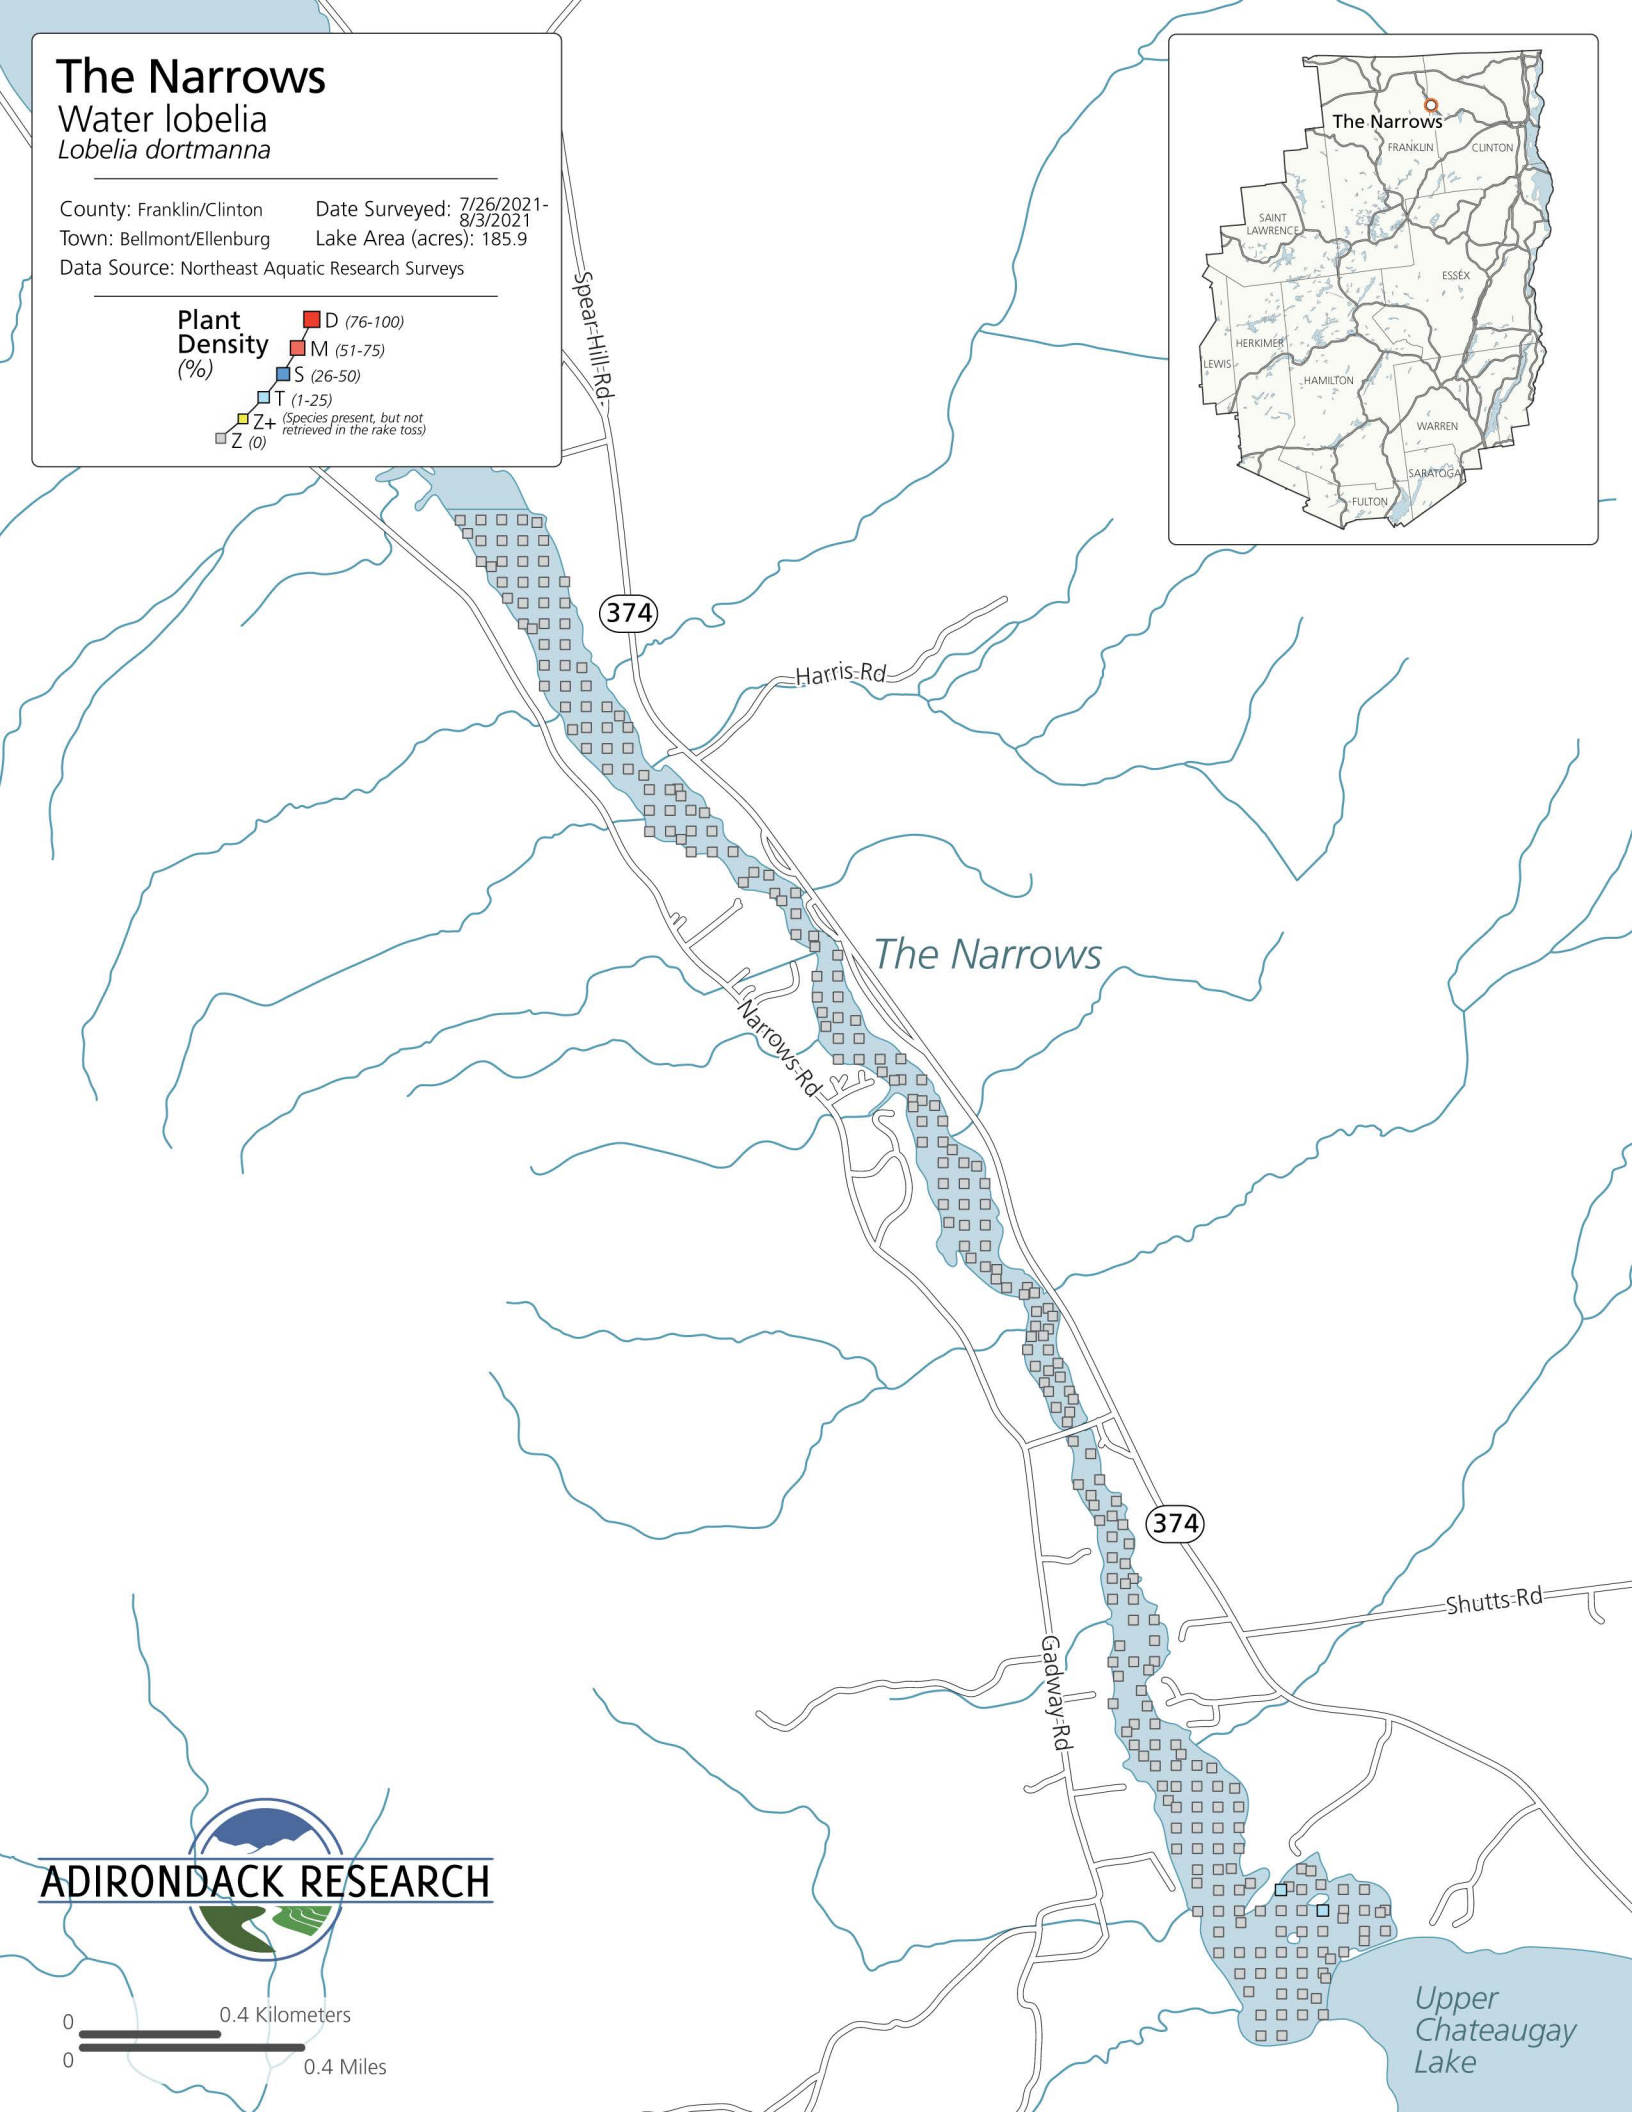 The Narrows
Water lobelia
Lobelia dortmanna
County: Franklin/Clinton
Date Surveyed: 7/26/2021-
8/3/2021
Town: Bellmont/Ellenburg
Lake Area (acres): 185.9
Data Source: Northeast Aquatic Research Surveys
Plant
Density
(%)
D (76-100)
M (51-75)
S (26-50)
T (1-25)
Z+ (Species present, but not
retrieved in the rake toss)
Z (0)
The Narrows
FRANKLIN
CLINTON
SAINT
LAWRENCE
ESSEX
HERKIMER
LEWIS
HAMILTON
WARREN
SARATOGA
FULTON
Spear-Hill-Rd-
374
Harris-Rd
The Narrows
Narrows-Rd
374
Shutts-Rd
Gadway-Rd
ADIRONDACK RESEARCH
Upper
Chateaugay
Lake
0
0.4 Kilometers
0
0.4 Miles